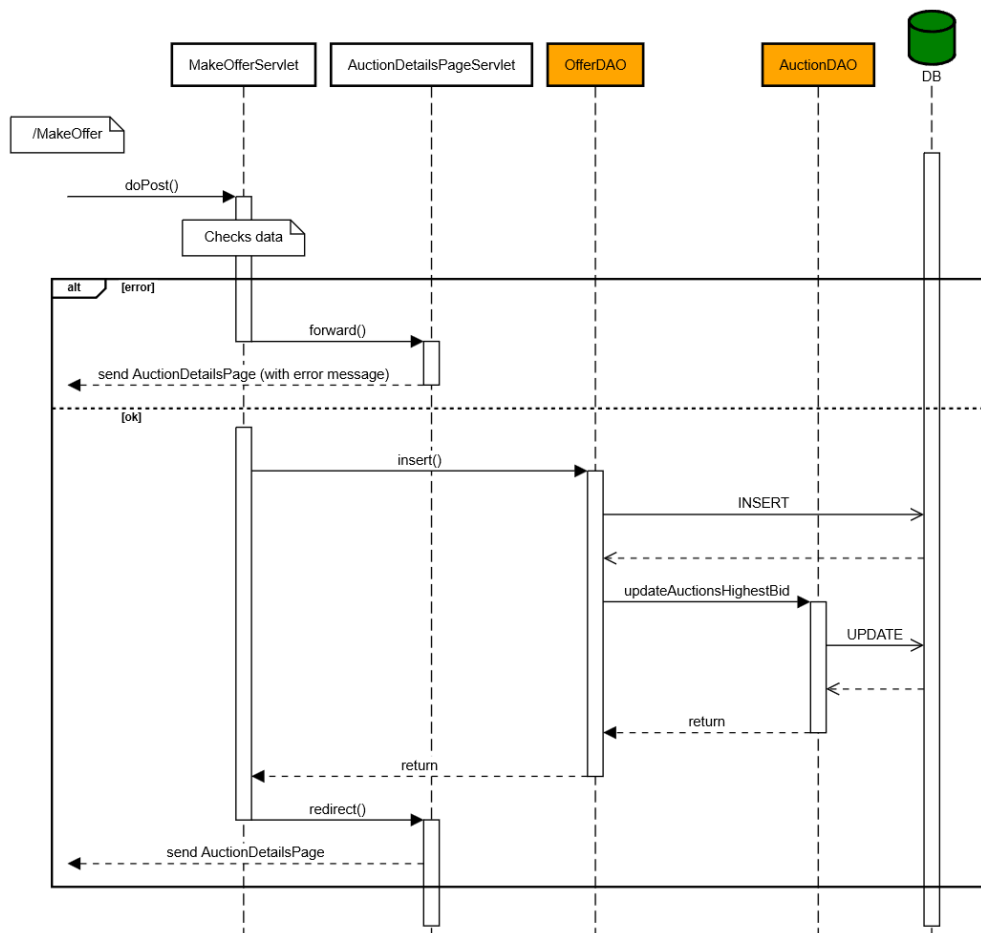 MakeOfferServlet
AuctionDetailsPageServlet
OfferDAO
AuctionDAO
DB
/MakeOffer
doPost()
Checks data
alt
[error]
forward()
send AuctionDetailsPage (with error message)
[ok]
insert()
INSERT
updateAuctionsHighestBid
UPDATE
return
return
redirect()
send AuctionDetailsPage